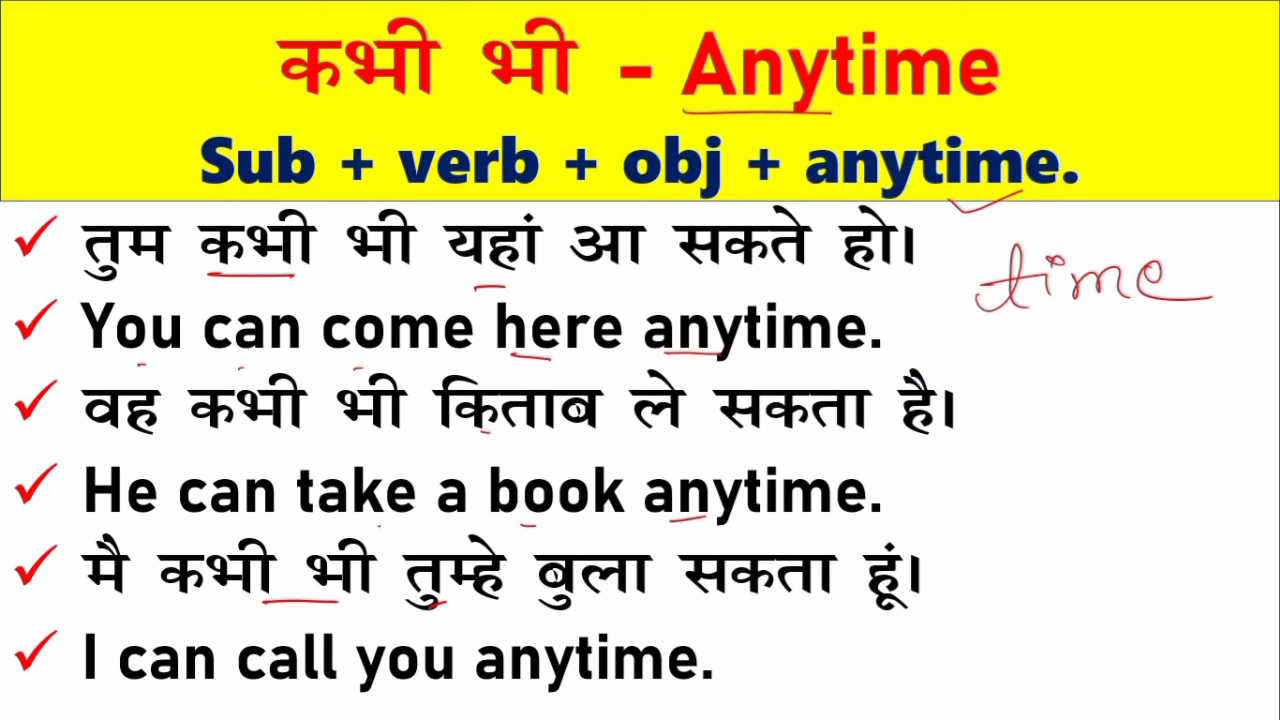 कभी भी - Anytime
Sub + verb + obj + anytime.
तुम कभी भी यहां आ सकते हो।
time
You can come here anytime.
वह कभी भी किताब ले सकता है।
He can take a book anytime.
मै कभी भी तुम्हे बुला सकता हूं।
I can call you anytime.